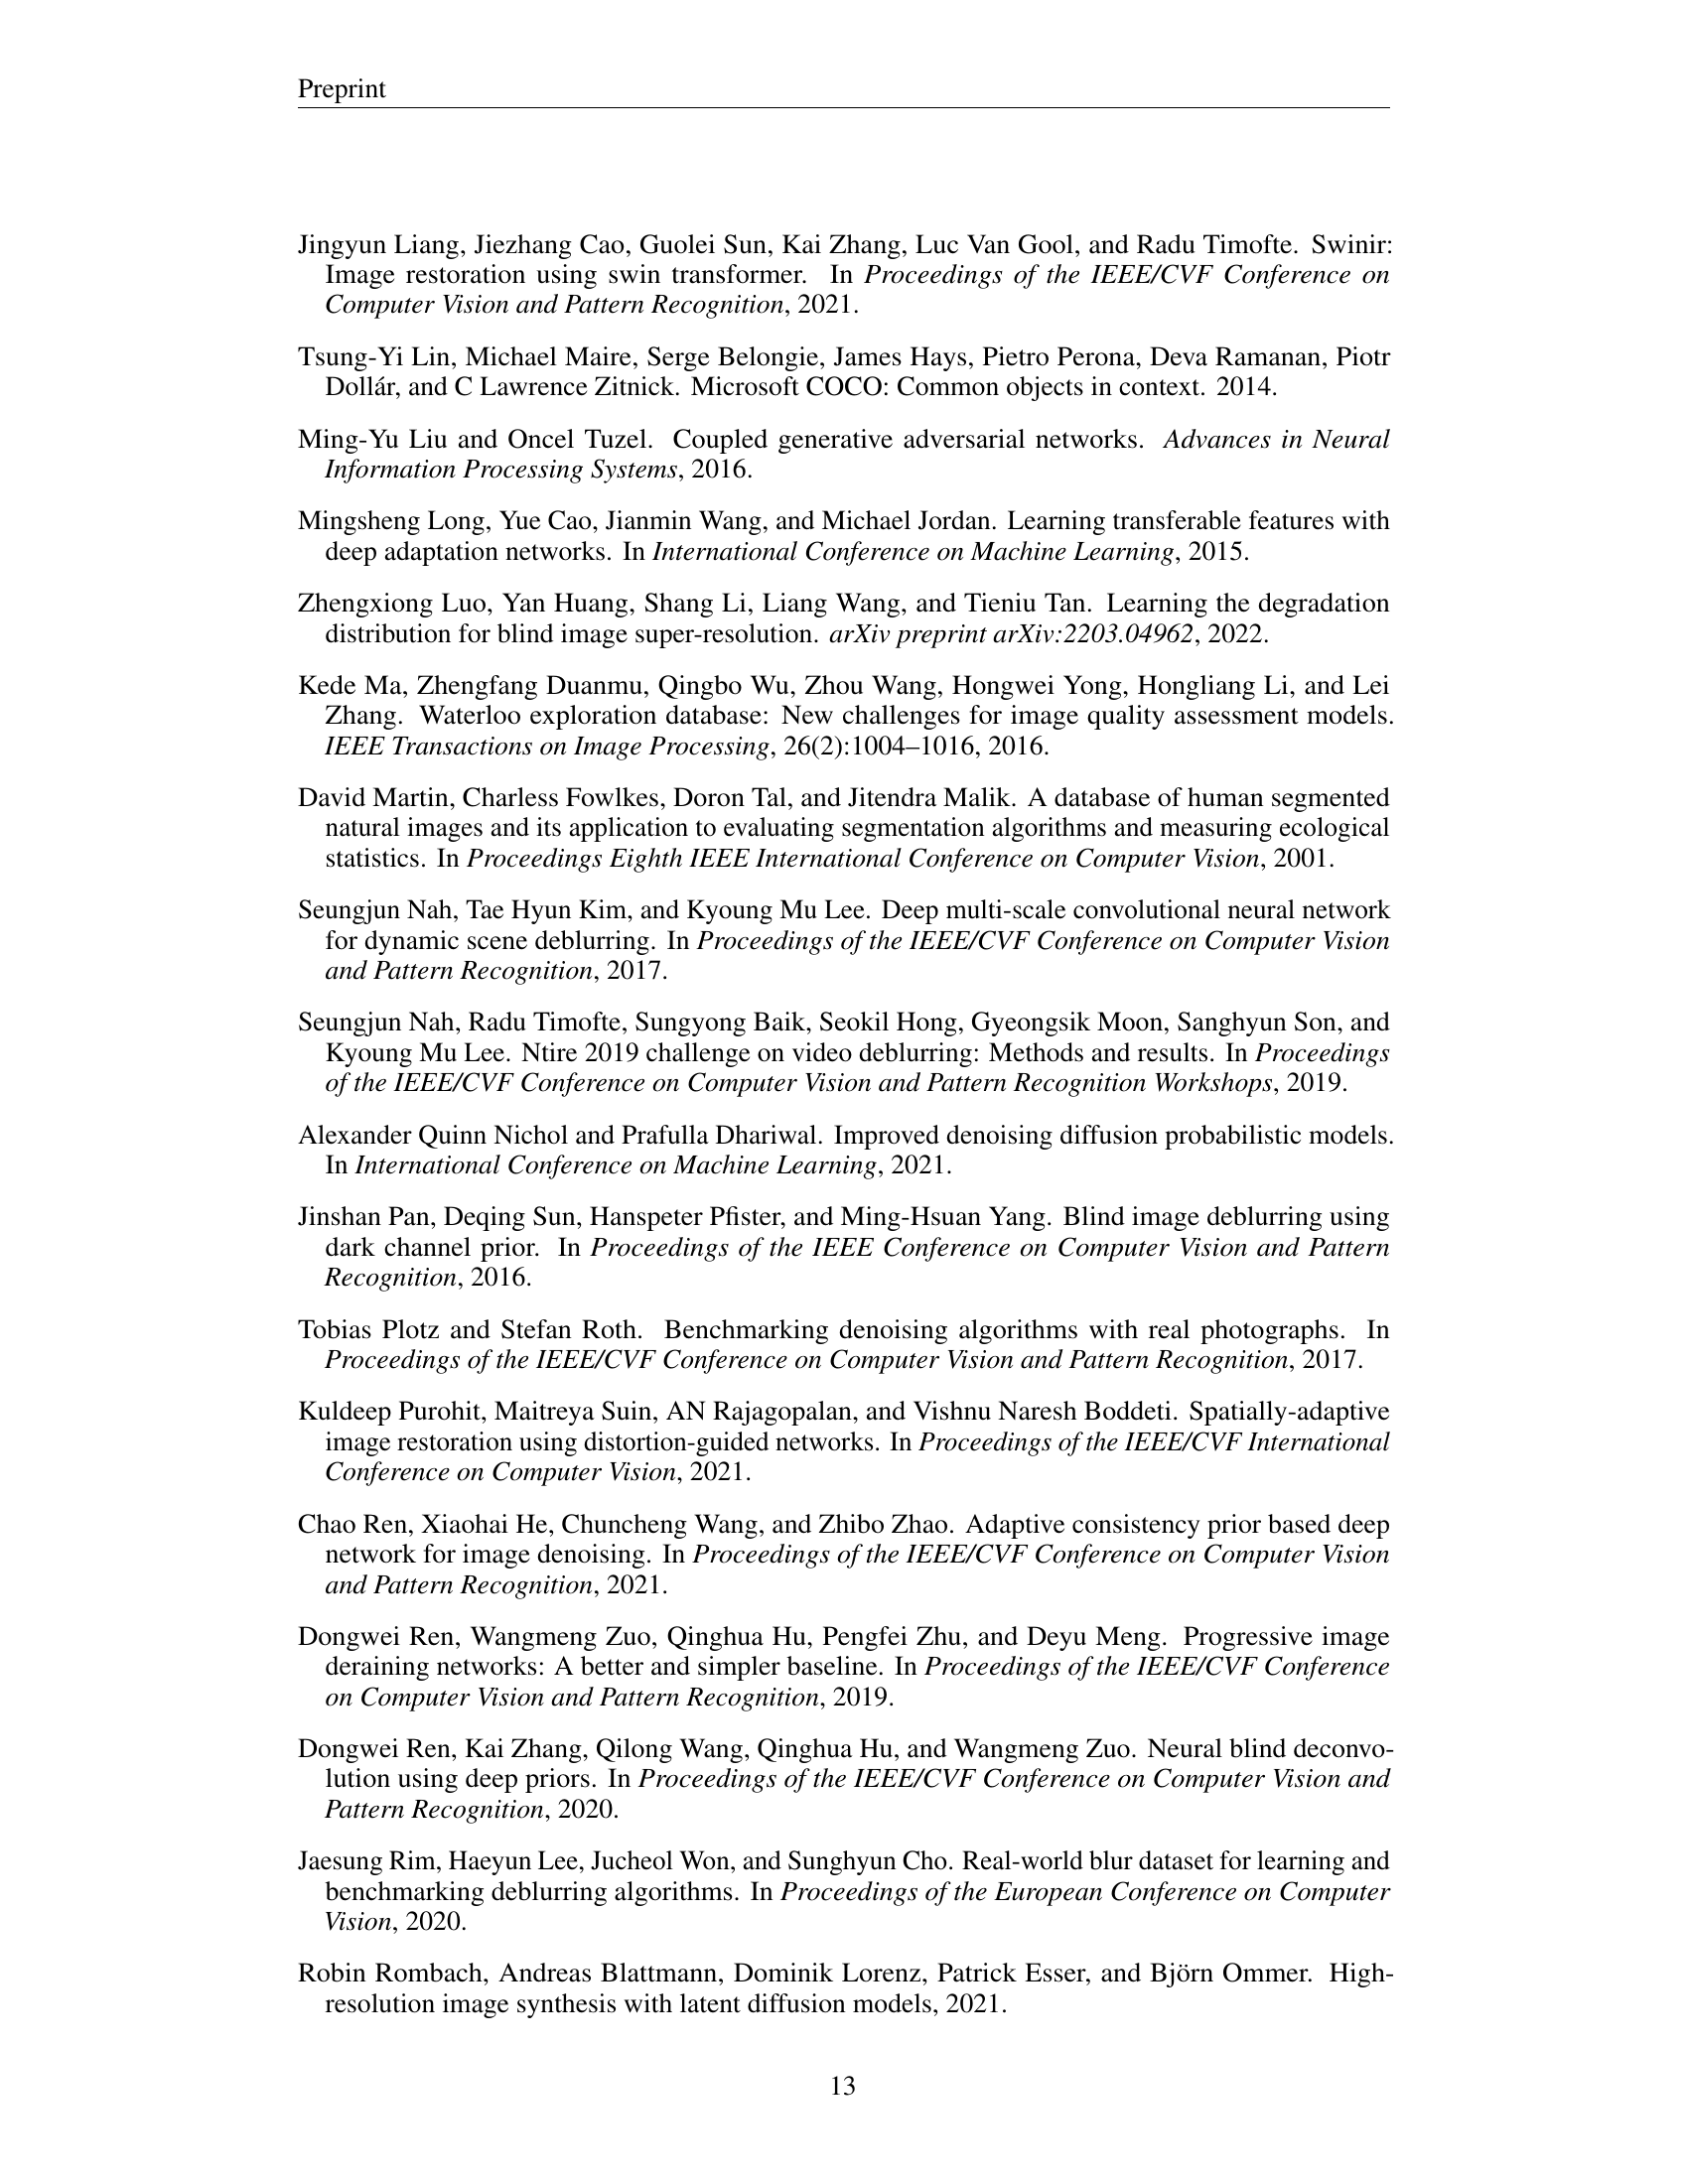 Preprint
Jingyun Liang, Jiezhang Cao, Guolei Sun, Kai Zhang, Luc Van Gool, and Radu Timofte. Swinir:
Image restoration using swin transformer. In Proceedings of the IEEE/CVF Conference on
Computer Vision and Pattern Recognition, 2021.
Tsung-Yi Lin, Michael Maire, Serge Belongie, James Hays, Pietro Perona, Deva Ramanan, Piotr
Dollár, and C Lawrence Zitnick. Microsoft COCO: Common objects in context. 2014.
Ming-Yu Liu and Oncel Tuzel. Coupled generative adversarial networks. Advances in Neural
Information Processing Systems, 2016.
Mingsheng Long, Yue Cao, Jianmin Wang, and Michael Jordan. Learning transferable features with
deep adaptation networks. In International Conference on Machine Learning, 2015.
Zhengxiong Luo, Yan Huang, Shang Li, Liang Wang, and Tieniu Tan. Learning the degradation
distribution for blind image super-resolution. arXiv preprint arXiv:2203.04962, 2022.
Kede Ma, Zhengfang Duanmu, Qingbo Wu, Zhou Wang, Hongwei Yong, Hongliang Li, and Lei
Zhang. Waterloo exploration database: New challenges for image quality assessment models.
IEEE Transactions on Image Processing, 26(2):1004–1016, 2016.
David Martin, Charless Fowlkes, Doron Tal, and Jitendra Malik. A database of human segmented
natural images and its application to evaluating segmentation algorithms and measuring ecological
statistics. In Proceedings Eighth IEEE International Conference on Computer Vision, 2001.
Seungjun Nah, Tae Hyun Kim, and Kyoung Mu Lee. Deep multi-scale convolutional neural network
for dynamic scene deblurring. In Proceedings of the IEEE/CVF Conference on Computer Vision
and Pattern Recognition, 2017.
Seungjun Nah, Radu Timofte, Sungyong Baik, Seokil Hong, Gyeongsik Moon, Sanghyun Son, and
Kyoung Mu Lee. Ntire 2019 challenge on video deblurring: Methods and results. In Proceedings
of the IEEE/CVF Conference on Computer Vision and Pattern Recognition Workshops, 2019.
Alexander Quinn Nichol and Prafulla Dhariwal. Improved denoising diffusion probabilistic models.
In International Conference on Machine Learning, 2021.
Jinshan Pan, Deqing Sun, Hanspeter Pfister, and Ming-Hsuan Yang. Blind image deblurring using
dark channel prior. In Proceedings of the IEEE Conference on Computer Vision and Pattern
Recognition, 2016.
Tobias Plotz and Stefan Roth. Benchmarking denoising algorithms with real photographs. In
Proceedings of the IEEE/CVF Conference on Computer Vision and Pattern Recognition, 2017.
Kuldeep Purohit, Maitreya Suin, AN Rajagopalan, and Vishnu Naresh Boddeti. Spatially-adaptive
image restoration using distortion-guided networks. In Proceedings of the IEEE/CVF International
Conference on Computer Vision, 2021.
Chao Ren, Xiaohai He, Chuncheng Wang, and Zhibo Zhao. Adaptive consistency prior based deep
network for image denoising. In Proceedings of the IEEE/CVF Conference on Computer Vision
and Pattern Recognition, 2021.
Dongwei Ren, Wangmeng Zuo, Qinghua Hu, Pengfei Zhu, and Deyu Meng. Progressive image
deraining networks: A better and simpler baseline. In Proceedings of the IEEE/CVF Conference
on Computer Vision and Pattern Recognition, 2019.
Dongwei Ren, Kai Zhang, Qilong Wang, Qinghua Hu, and Wangmeng Zuo. Neural blind deconvo-
lution using deep priors. In Proceedings of the IEEE/CVF Conference on Computer Vision and
Pattern Recognition, 2020.
Jaesung Rim, Haeyun Lee, Jucheol Won, and Sunghyun Cho. Real-world blur dataset for learning and
benchmarking deblurring algorithms. In Proceedings of the European Conference on Computer
Vision, 2020.
Robin Rombach, Andreas Blattmann, Dominik Lorenz, Patrick Esser, and Björn Ommer. High-
resolution image synthesis with latent diffusion models, 2021.
13